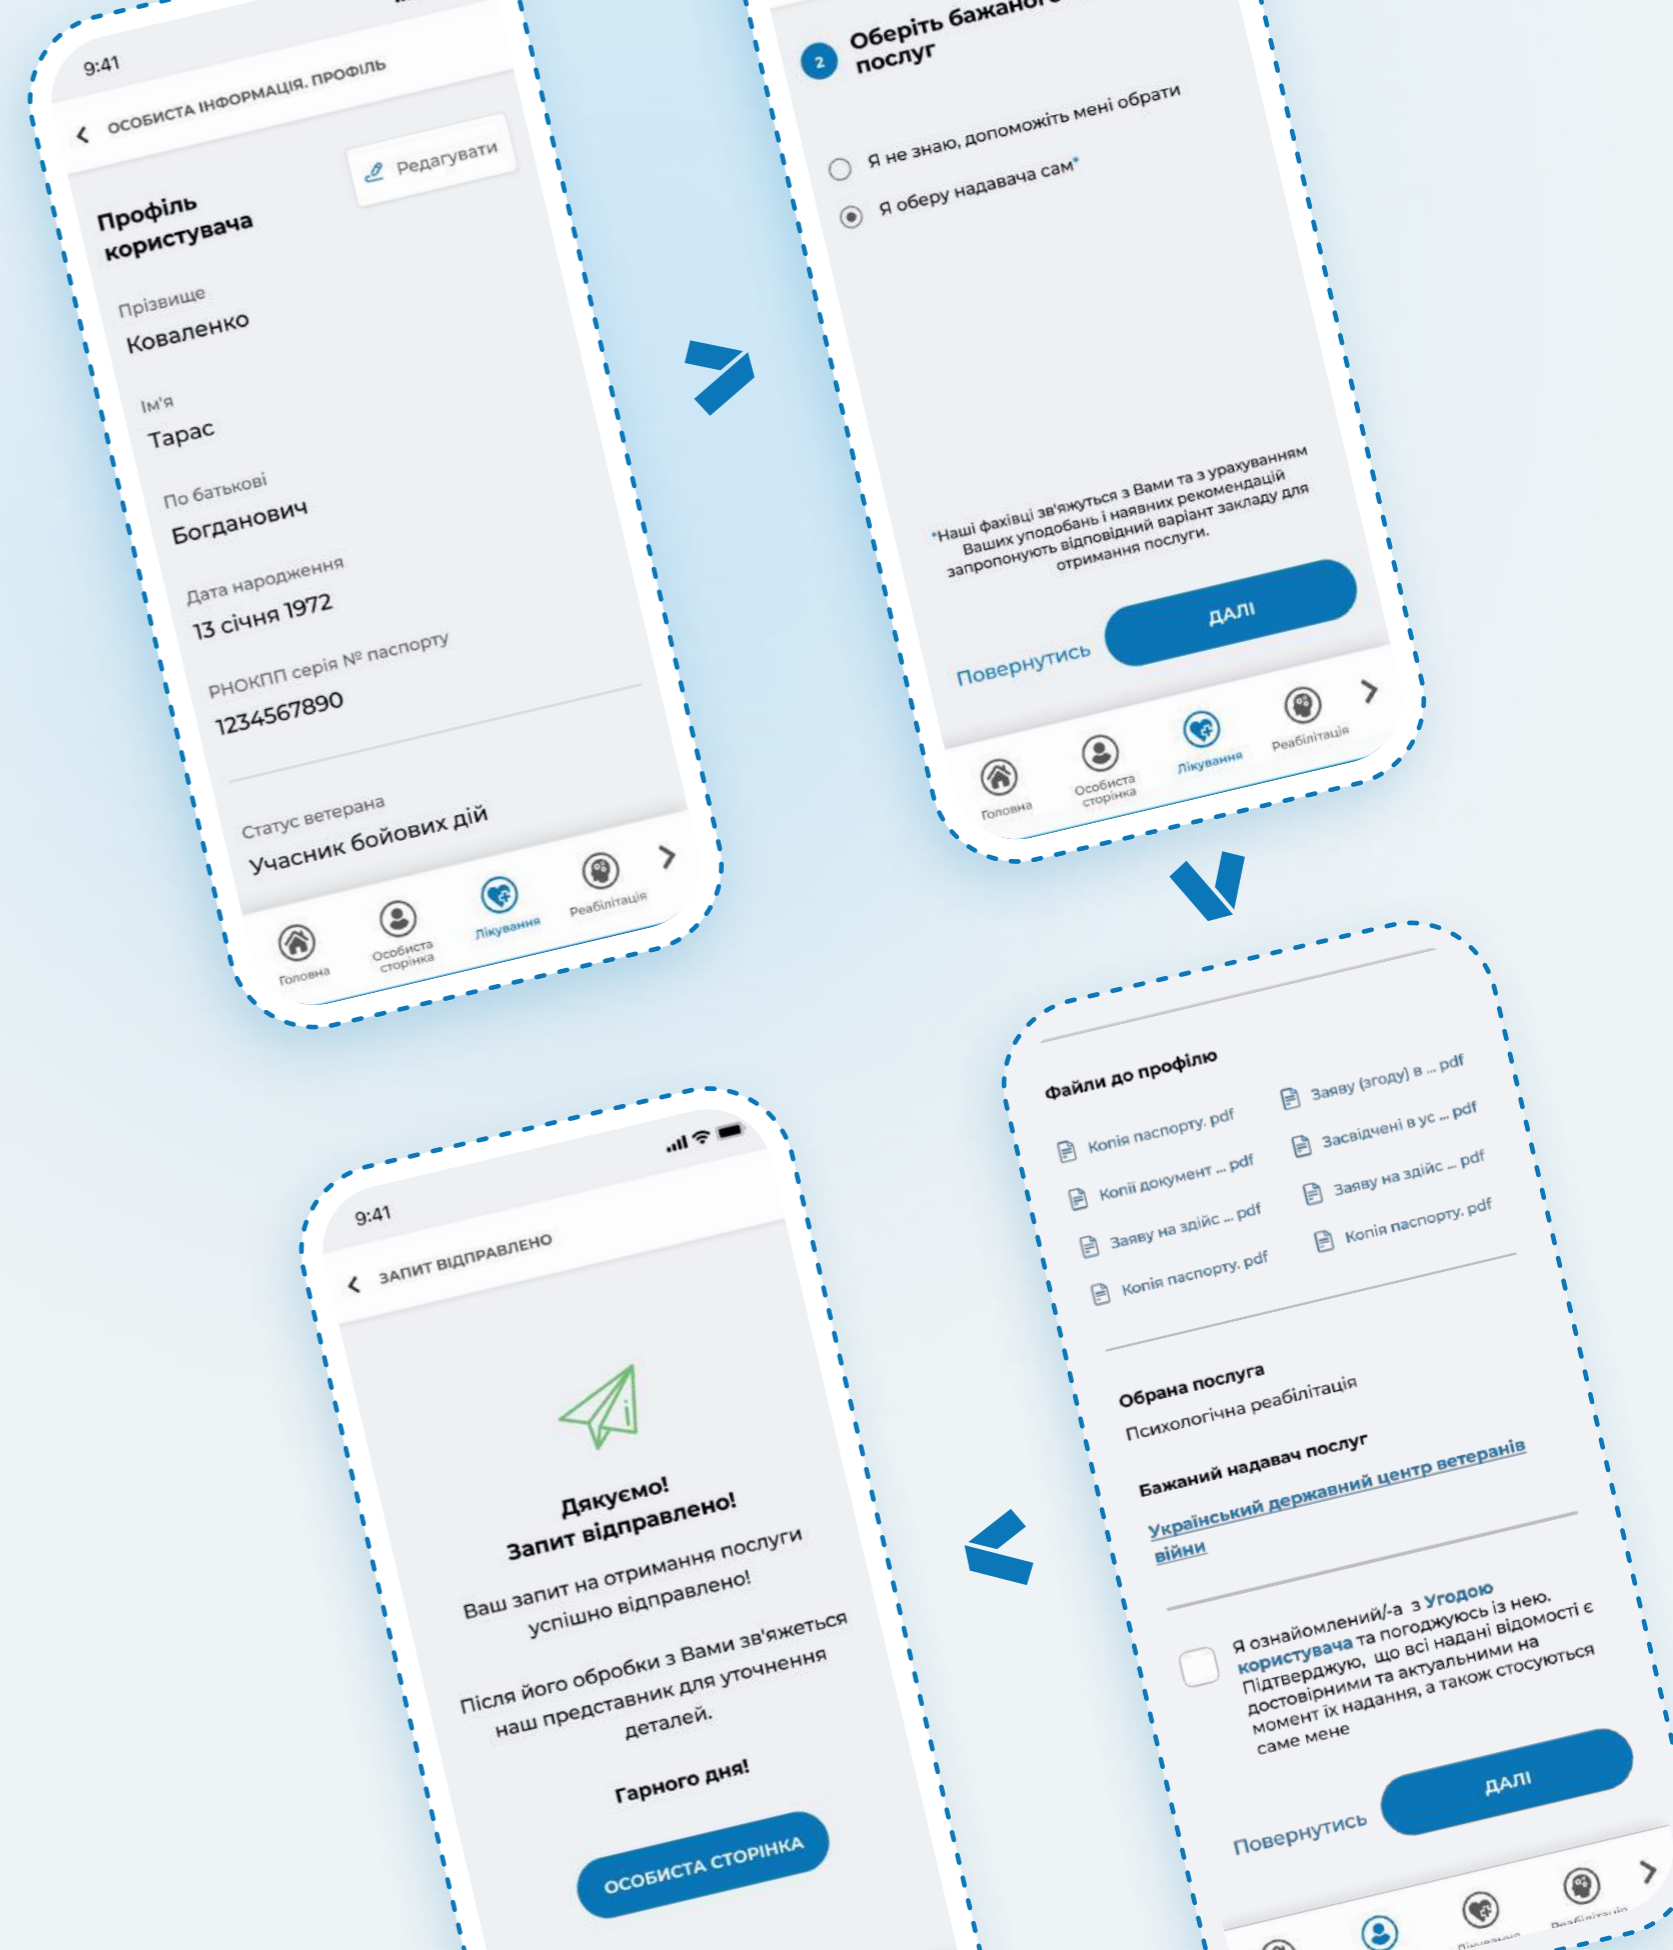 9:41
ОСОБИСТА ІНФОРМАЦІЯ. ПРОФІЛЬ
Редагувати
Профіль
користувача
Прізвище
Коваленко
Ім'я
Тарас
По батькові
Богданович
Дата народження
13 січня 1972
РНОКПП серія № паспорту
1234567890
Статус ветерана
Учасник бойових дій
Головна
Особиста
сторінка
Лікування
Реабілітація
2
Оберіть бажаного
послуг
Я не знаю, допоможіть мені обрати
Я оберу надавача сам*
*Наші фахівці зв'яжуться з Вами та з урахуванням
Ваших уподобань і наявних рекомендацій
запропонують відповідний варіант закладу для
отримання послуги.
Повернутись
ДАЛІ
Головна
Особиста
сторінка
Лікування
Реабілітація
Файли до профілю
Копія паспорту. pdf
Копії документ ... pdf
Заяву на здійс ... pdf
Копія паспорту. pdf
Заяву (згоду) в ... pdf
Засвідчені в ус ... pdf
Заяву на здійс ... pdf
Копія паспорту. pdf
Обрана послуга
Психологічна реабілітація
Бажаний надавач послуг
Український державний центр ветеранів
війни
Я ознайомлений/-а з Угодою
користувача та погоджуюсь із нею.
Підтверджую, що всі надані відомості є
достовірними та актуальними на
момент їх надання, а також стосуються
саме мене
Повернутись
ДАЛІ
9:41
ЗАПИТ ВІДПРАВЛЕНО
Дякуємо!
Запит відправлено!
Ваш запит на отримання послуги
успішно відправлено!
Після його обробки з Вами зв'яжеться
наш представник для уточнення
деталей.
Гарного дня!
ОСОБИСТА СТОРІНКА